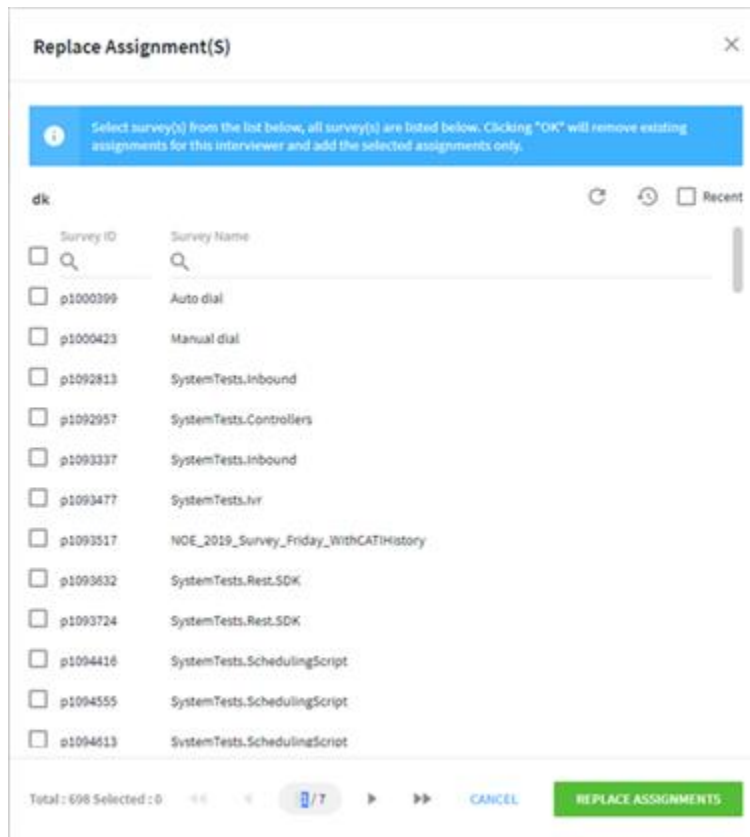 Replace Assignment(S)
Select survey(s) from the list below, all survey(s) are listed below. Clicking "OK" will remove existing
assignments for this interviewer and add the selected assignments only.
dk
Recent
Survey ID Survey Name
p1000399 Auto dial
p1000423 Manual dial
p1092813 SystemTests.Inbound
p1092957 SystemTests.Controllers
p1093337 SystemTests.Inbound
p1093477 SystemTests.Ivr
p1093517 NOE_2019_Survey_Friday_WithCATIHistory
p1093632 SystemTests.Rest.SDK
p1093724 SystemTests.Rest.SDK
p1094416 SystemTests.SchedulingScript
p1094555 SystemTests.SchedulingScript
p1094613 SystemTests.SchedulingScript
Total : 698 Selected : 0 1 / 7 CANCEL REPLACE ASSIGNMENTS